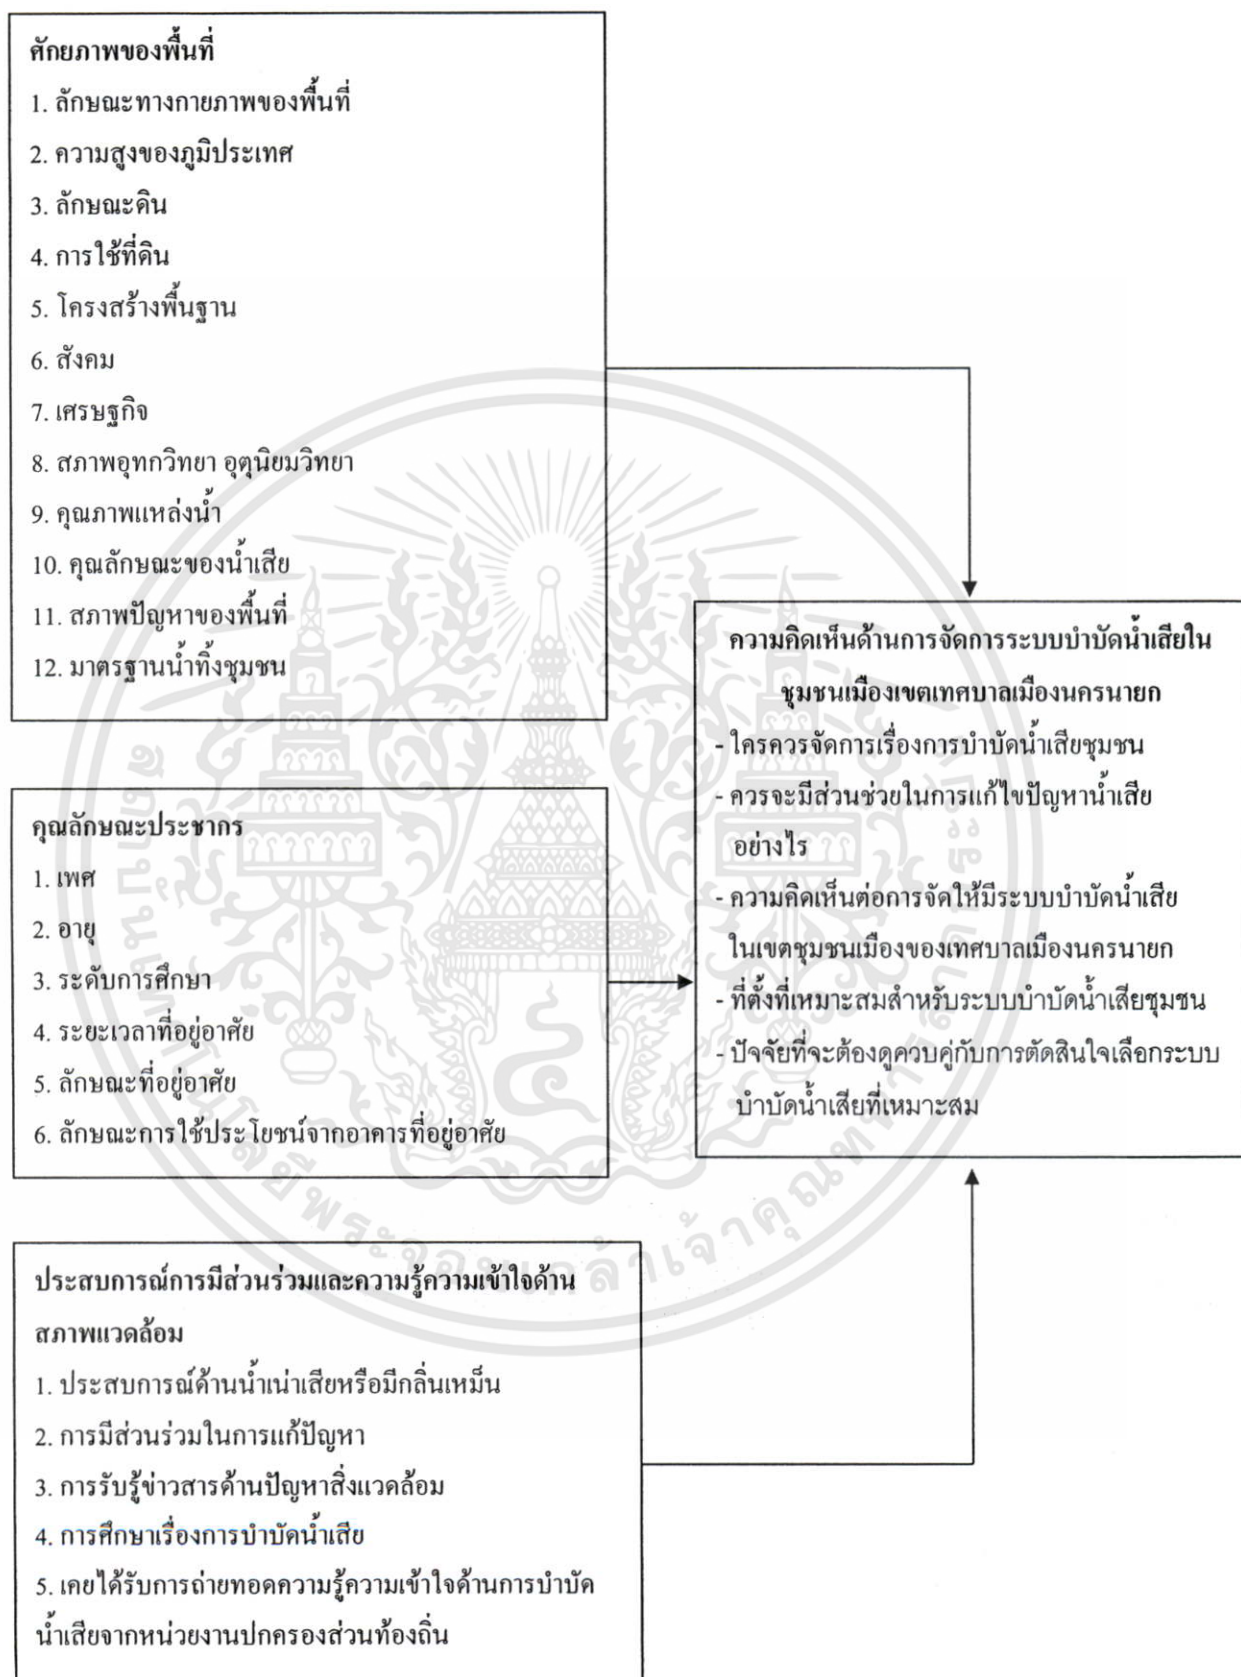 ศักยภาพของพื้นที่
1. ลักษณะทางกายภาพของพื้นที่
2. ความสูงของภูมิประเทศ
3. ลักษณะดิน
4. การใช้ที่ดิน
5. โครงสร้างพื้นฐาน
6. สังคม
7. เศรษฐกิจ
8. สภาพอุทกวิทยา อุตุนิยมวิทยา
9. คุณภาพแหล่งน้ำ
10. คุณลักษณะของน้ำเสีย
11. สภาพปัญหาของพื้นที่
12. มาตรฐานน้ำทิ้งชุมชน
คุณลักษณะประชากร
1. เพศ
2. อายุ
3. ระดับการศึกษา
4. ระยะเวลาที่อยู่อาศัย
5. ลักษณะที่อยู่อาศัย
6. ลักษณะการใช้ประโยชน์จากอาคารที่อยู่อาศัย
ประสบการณ์การมีส่วนร่วมและความรู้ความเข้าใจด้าน
สภาพแวดล้อม
1. ประสบการณ์ด้านน้ำเน่าเสียหรือมีกลิ่นเหม็น
2. การมีส่วนร่วมในการแก้ปัญหา
3. การรับรู้ข่าวสารด้านปัญหาสิ่งแวดล้อม
4. การศึกษาเรื่องการบำบัดน้ำเสีย
5. เคยได้รับการถ่ายทอดความรู้ความเข้าใจด้านการบำบัด
น้ำเสียจากหน่วยงานปกครองส่วนท้องถิ่น
ความคิดเห็นด้านการจัดการระบบบำบัดน้ำเสียใน
ชุมชนเมืองเขตเทศบาลเมืองนครนายก
- ใครควรจัดการเรื่องการบำบัดน้ำเสียชุมชน
- ควรจะมีส่วนช่วยในการแก้ไขปัญหาน้ำเสีย
อย่างไร
- ความคิดเห็นต่อการจัดให้มีระบบบำบัดน้ำเสีย
ในเขตชุมชนเมืองของเทศบาลเมืองนครนายก
- ที่ตั้งที่เหมาะสมสำหรับระบบบำบัดน้ำเสียชุมชน
- ปัจจัยที่จะต้องดูควบคู่กับการตัดสินใจเลือกระบบ
บำบัดน้ำเสียที่เหมาะสม
สถาบันเทคโนโลยีพระจอมเกล้าเจ้าคุณทหารลาดกระบัง